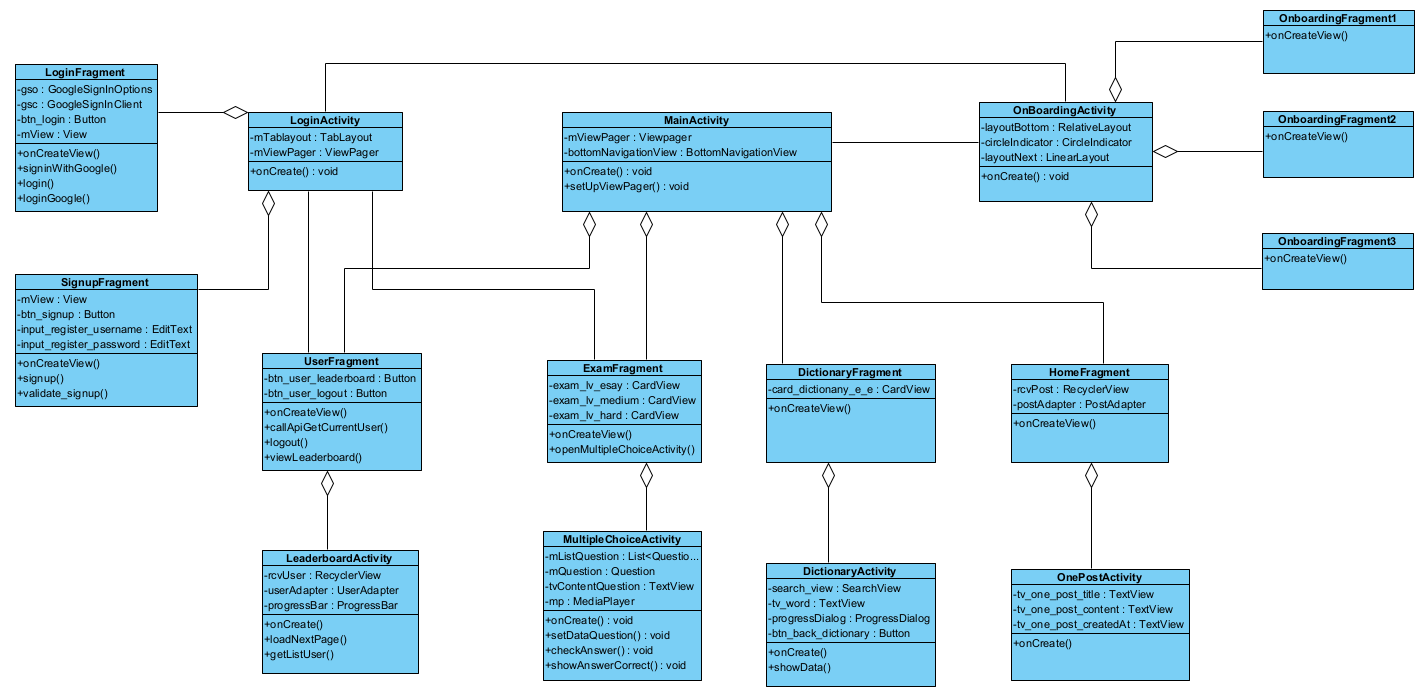 OnboardingFragment1
+onCreateView()
LoginFragment
-gso : GoogleSignInOptions
-gsc : GoogleSignInClient
-btn_login : Button
-mView : View
+onCreateView()
+signinWithGoogle()
+login()
+loginGoogle()
LoginActivity
-mTablayout : TabLayout
-mViewPager : ViewPager
+onCreate() : void
MainActivity
-mViewPager : Viewpager
-bottomNavigationView : BottomNavigationView
+onCreate() : void
+setUpViewPager() : void
OnBoardingActivity
-layoutBottom : RelativeLayout
-circleIndicator : CircleIndicator
-layoutNext : LinearLayout
+onCreate() : void
OnboardingFragment2
+onCreateView()
OnboardingFragment3
+onCreateView()
SignupFragment
-mView : View
-btn_signup : Button
-input_register_username : EditText
-input_register_password : EditText
+onCreateView()
+signup()
+validate_signup()
UserFragment
-btn_user_leaderboard : Button
-btn_user_logout : Button
+onCreateView()
+callApiGetCurrentUser()
+logout()
+viewLeaderboard()
ExamFragment
-exam_lv_esay : CardView
-exam_lv_medium : CardView
-exam_lv_hard : CardView
+onCreateView()
+openMultipleChoiceActivity()
DictionaryFragment
-card_dictionany_e_e : CardView
+onCreateView()
HomeFragment
-rcvPost : RecyclerView
-postAdapter : PostAdapter
+onCreateView()
LeaderboardActivity
-rcvUser : RecyclerView
-userAdapter : UserAdapter
-progressBar : ProgressBar
+onCreate()
+loadNextPage()
+getListUser()
MultipleChoiceActivity
-mListQuestion : List<Questio...
-mQuestion : Question
-tvContentQuestion : TextView
-mp : MediaPlayer
+onCreate() : void
+setDataQuestion() : void
+checkAnswer() : void
+showAnswerCorrect() : void
DictionaryActivity
-search_view : SearchView
-tv_word : TextView
-progressDialog : ProgressDialog
-btn_back_dictionary : Button
+onCreate()
+showData()
OnePostActivity
-tv_one_post_title : TextView
-tv_one_post_content : TextView
-tv_one_post_createdAt : TextView
+onCreate()